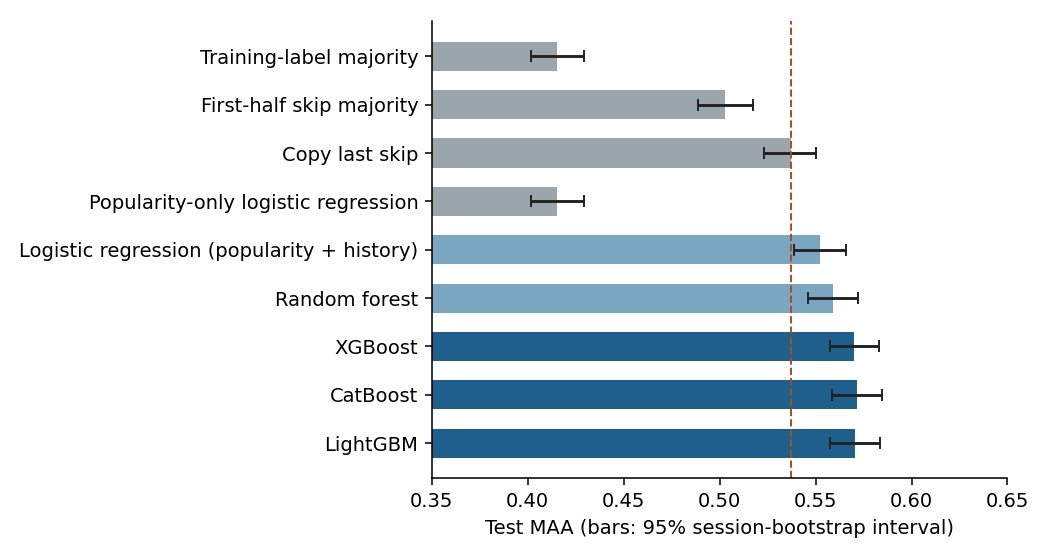 Training-label majority
First-half skip majority
Copy last skip
Popularity-only logistic regression
Logistic regression (popularity + history)
Random forest
XGBoost
CatBoost
LightGBM
0.35 0.40 0.45 0.50 0.55 0.60 0.65
Test MAA (bars: 95% session-bootstrap interval)